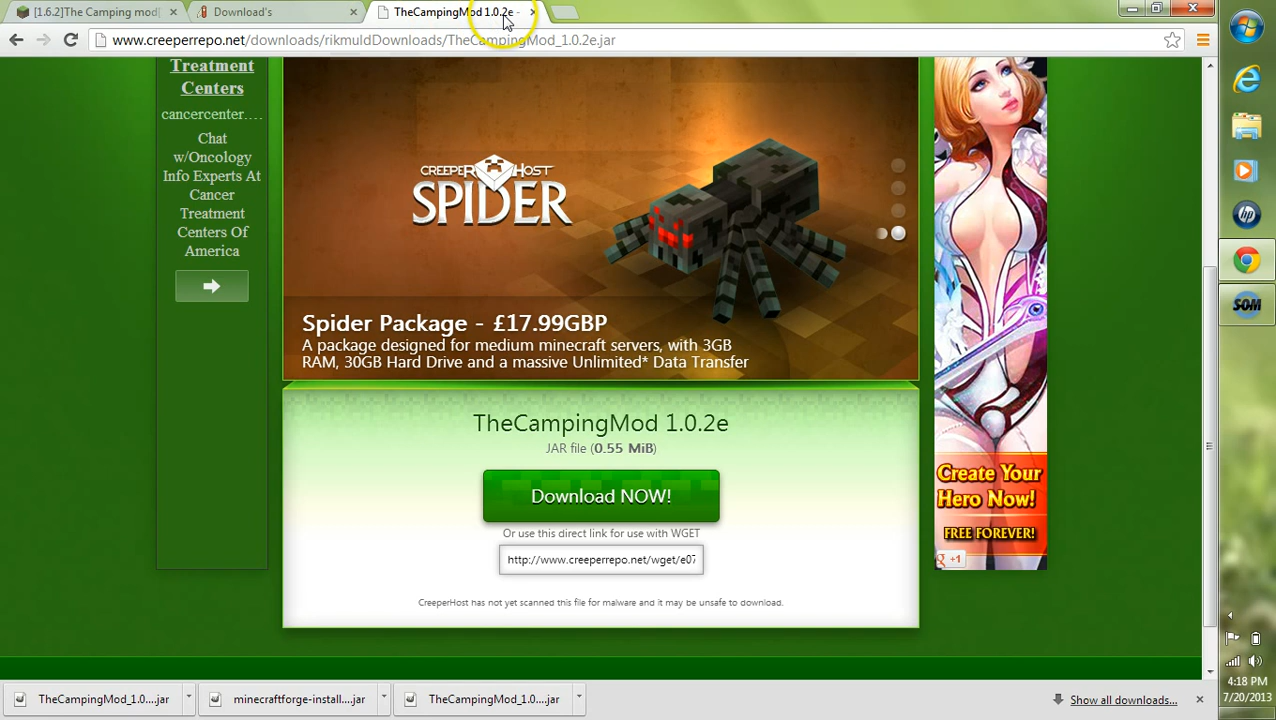 [1.6.2]The Camping mod[
Download's
TheCampingMod 1.0.2e -
www.creeperrepo.net/downloads/rikmuldDownloads/TheCampingMod_1.0.2e.jar
Treatment
Centers
cancercenter....
Chat
w/Oncology
Info Experts At
Cancer
Treatment
Centers Of
America
CREEPER HOST
SPIDER
Spider Package - £17.99GBP
A package designed for medium minecraft servers, with 3GB
RAM, 30GB Hard Drive and a massive Unlimited* Data Transfer
TheCampingMod 1.0.2e
JAR file (0.55 MiB)
Download NOW!
Or use this direct link for use with WGET
http://www.creeperrepo.net/wget/e07
CreeperHost has not yet scanned this file for malware and it may be unsafe to download.
Create Your
Hero Now!
FREE FOREVER!
+1
hp
SOM
4:18 PM
7/20/2013
TheCampingMod_1.0....jar
minecraftforge-install....jar
TheCampingMod_1.0....jar
Show all downloads...